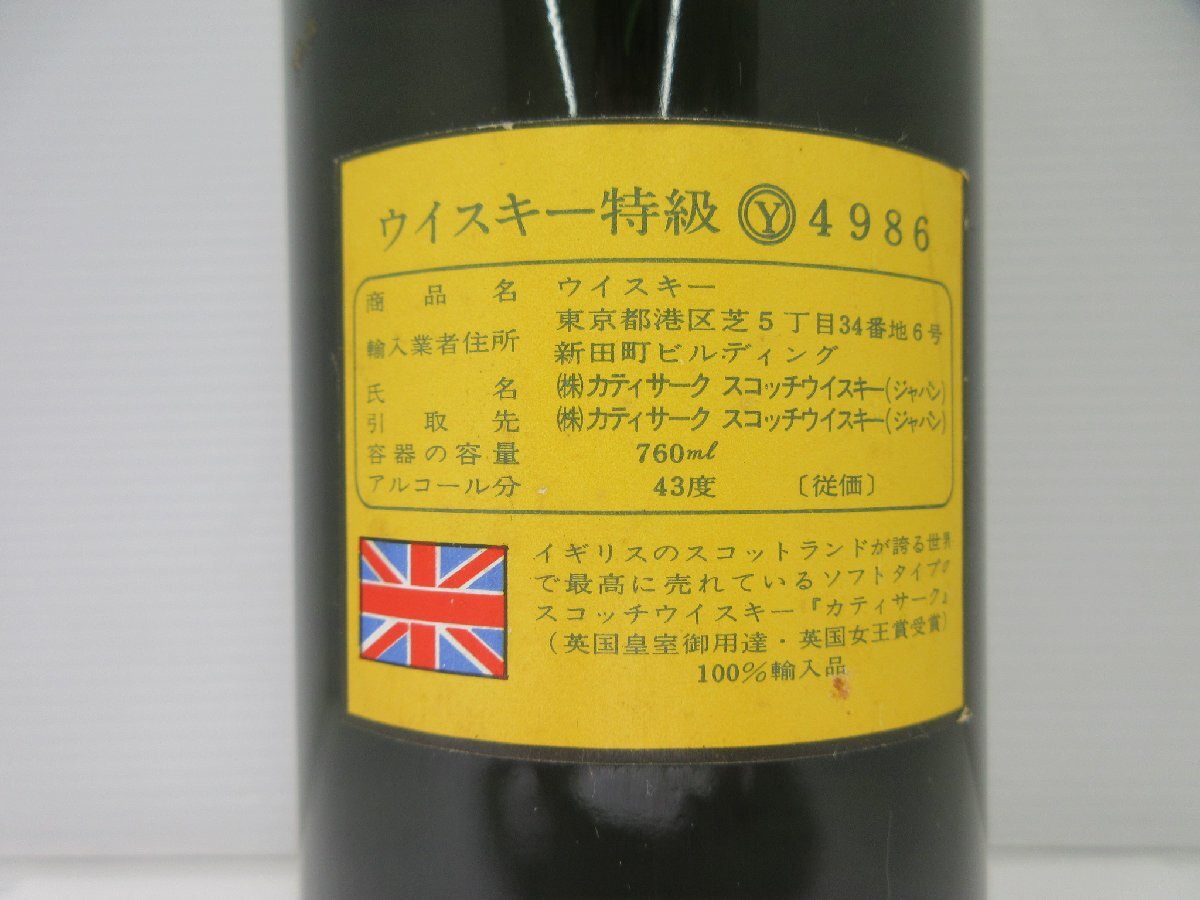 ウイスキー特級 Ⓨ 4986
商品名 ウイスキー
輸入業者住所 東京都港区芝5丁目34番地6号
新田町ビルディング
氏名 ㈱カティサーク スコッチウイスキー(ジャパン)
引取先 ㈱カティサーク スコッチウイスキー(ジャパン)
容器の容量 760ml
アルコール分 43度 〔従価〕
イギリスのスコットランドが誇る世界
で最高に売れているソフトタイプの
スコッチウイスキー『カティサーク』
(英国皇室御用達・英国女王賞受賞)
100%輸入品